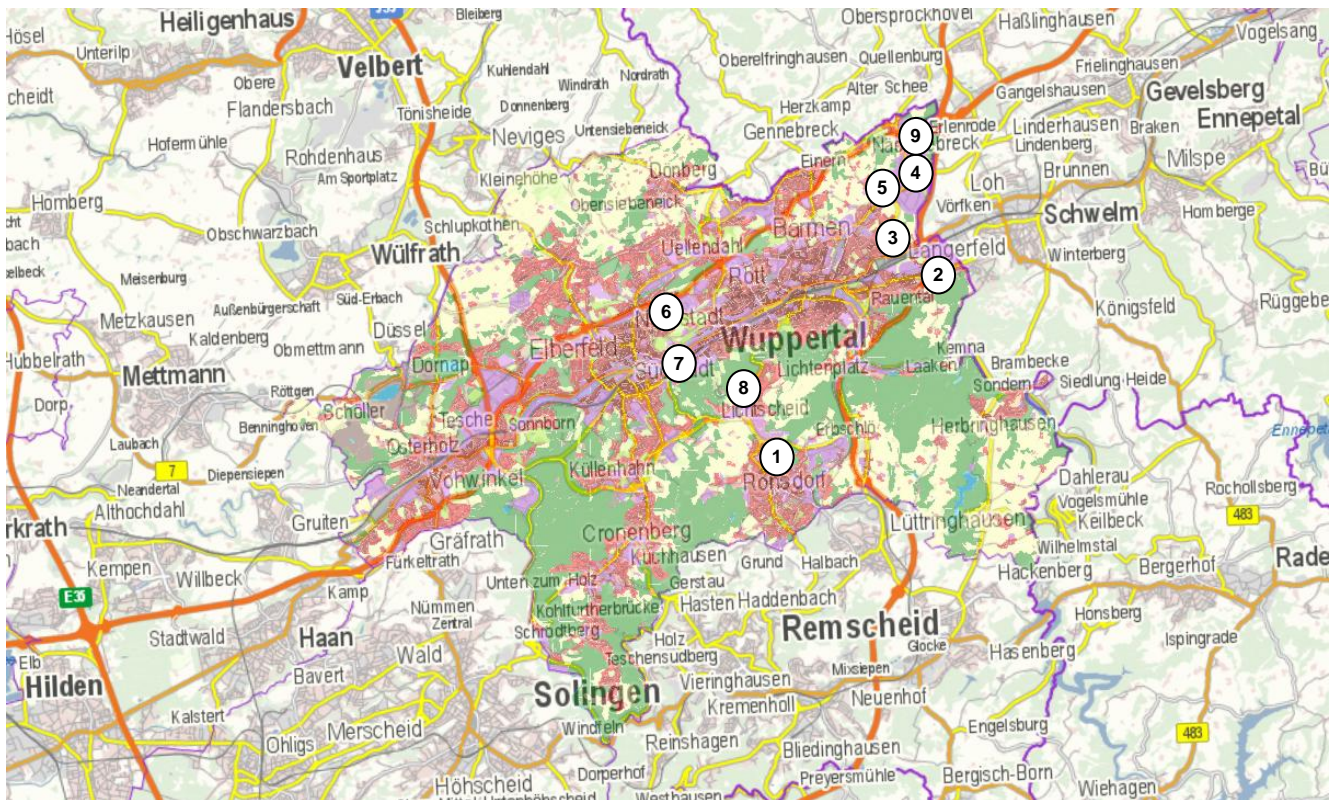 Heiligenhaus
Bleiberg
Obersprockhövel
Haßlinghausen
Vogelsang
Hösel
Unterilp
Velbert
Kuhlendahl
Nordrath
Oberelfringhausen
Quellenburg
Frielinghausen
Obere
Windrath
Alter Schee
Gangelshausen
Gevelsberg
Flandersbach
Tönisheide
Donnenberg
Herzkamp
Ennepetal
Hofermühle
Neviges
Untensiebeneick
Gennebreck
9
Erlenrode
Linderhausen
Braken
Rohdenhaus
Lindenberg
Am Sportplatz
Kleinehöhe
Dönberg
Einern
4
Brunnen
Milspe
Homberg
Obensiebeneick
5
Loh
Schlupkothen
Vörfken
Schwelm
Homberge
Obschwarzbach
Uellendahl
Barmen
3
Wülfrath
Langerfeld
Winterberg
Meisenburg
Rott
2
Außenbürgerschaft
Süd-Erbach
Rauental
Königsfeld
Metzkausen
Düssel
6
Kaldenberg
Wuppertal
Hubbelrath
Obmettmann
Elberfeld
Kemna
Mettmann
Dornap
7
Lichtenplatz
Laaken
Brambecke
Röttgen
8
Sondern
Siedlung-Heide
Dorp
Schöller
Lichtscheid
Benninghoven
Tesche
Sonnborn
Erbschlö
Herbringhausen
Laubach
Osterholz
1
7
Diepensiepen
Vohwinkel
Küllenhahn
Ronsdorf
Dahlerau
Neandertal
Vogelsmühle
Rochollsberg
Althochdahl
Lüttringhausen
Keilbeck
483
Gruiten
Gräfrath
Cronenberg
Wilhelmstal
Kempen
Fürkeltrath
Küchhausen
Grund
Halbach
Hackenberg
Bergerhof
Willbeck
Kamp
Unten zum Holz
Gerstau
E35
Nümmen
Zentral
Kohlfurtherbrücke
Hasten
Haddenbach
Honsberg
Stadtwald
Haan
Schrödtberg
Holz
Remscheid
Ispingrade
Elb
Wald
Teschensudberg
Glocke
Hasenberg
Hilden
Bavert
Mixsiepen
Solingen
Vieringhausen
Neuenhof
Kalstert
Kremenholl
Engelsburg
Merscheid
Windfeln
483
Ohligs
Reinshagen
Bliedinghausen
Höhscheid
Dorperhof
Preyersmühle
Bergisch-Born
Westhausen
Wiehagen